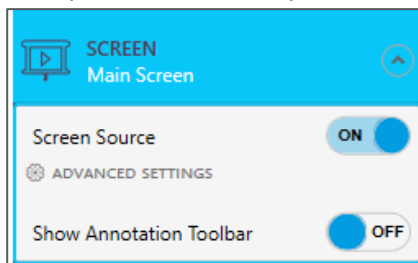 SCREEN
Main Screen
Screen Source
ON
ADVANCED SETTINGS
Show Annotation Toolbar
OFF